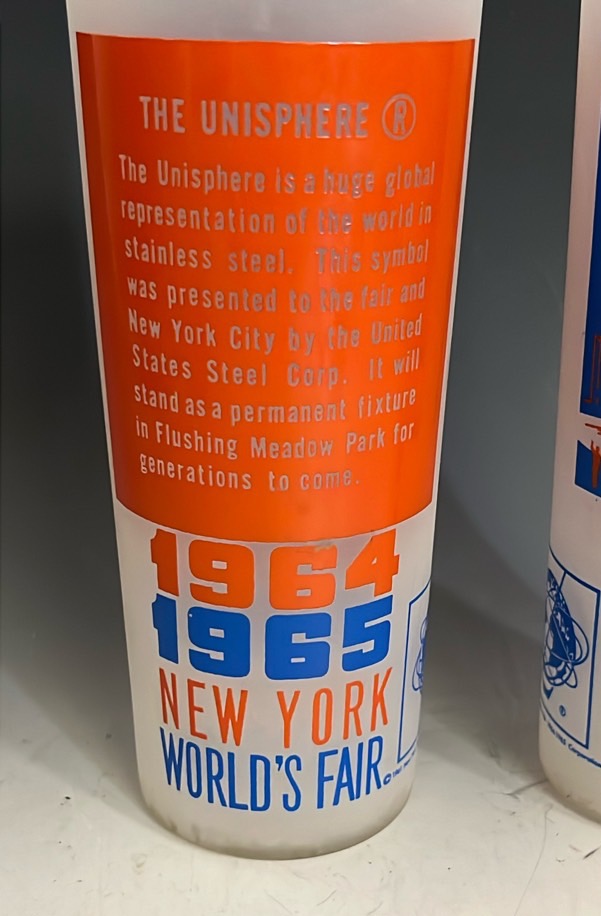 THE UNISPHERE ®
The Unisphere is a huge global
representation of the world in
stainless steel. This symbol
was presented to the fair and
New York City by the United
States Steel Corp. It will
stand as a permanent fixture
in Flushing Meadow Park for
generations to come.
1964
1965
NEW YORK
WORLD'S FAIR
©
®
Corporation